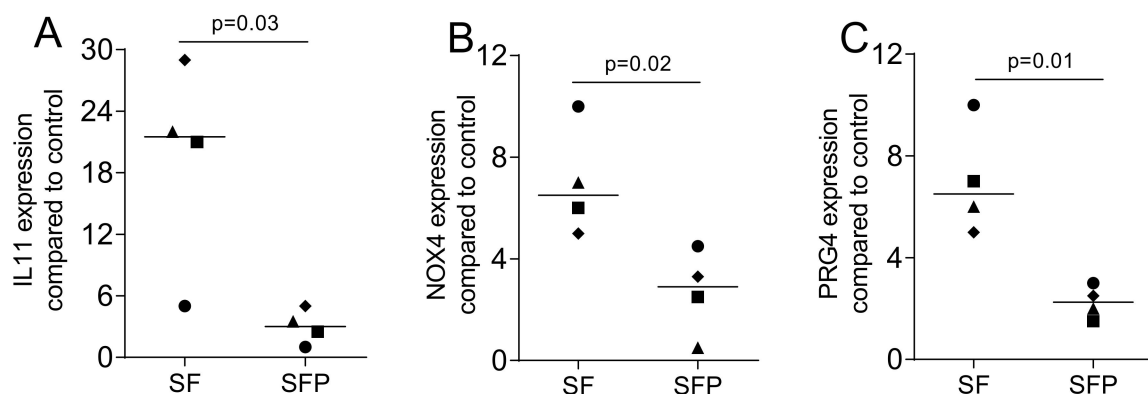 A
IL11 expression
compared to control
30
24
18
12
6
0
p=0.03
SF
SFP
B
NOX4 expression
compared to control
12
8
4
0
p=0.02
SF
SFP
C
PRG4 expression
compared to control
12
8
4
0
p=0.01
SF
SFP